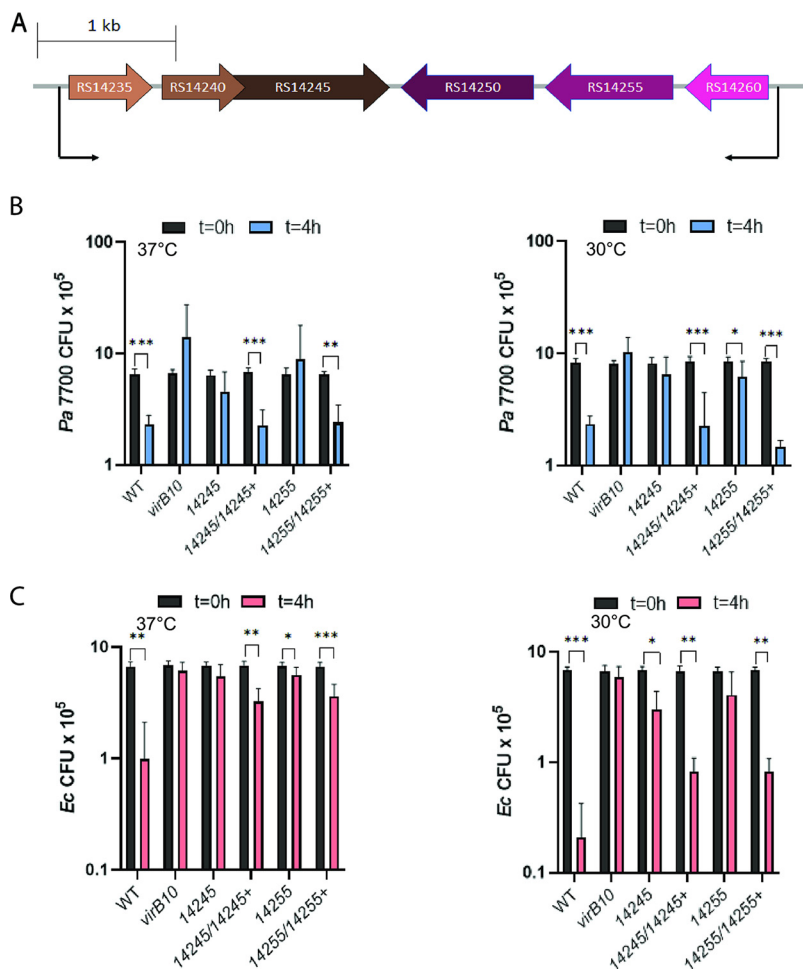 A
1 kb
RS14235 RS14240 RS14245 RS14250 RS14255 RS14260
B
t=0h t=4h
37°C
Pa 7700 CFU x 10⁵
100
10
1
*** *** **
WT virB10 14245 14245/14245+ 14255 14255/14255+
t=0h t=4h
30°C
Pa 7700 CFU x 10⁵
100
10
1
*** *** * ***
WT virB10 14245 14245/14245+ 14255 14255/14255+
C
t=0h t=4h
37°C
Ec CFU x 10⁵
10
1
0.1
** ** * ***
WT virB10 14245 14245/14245+ 14255 14255/14255+
t=0h t=4h
30°C
Ec CFU x 10⁵
10
1
0.1
*** * ** **
WT virB10 14245 14245/14245+ 14255 14255/14255+